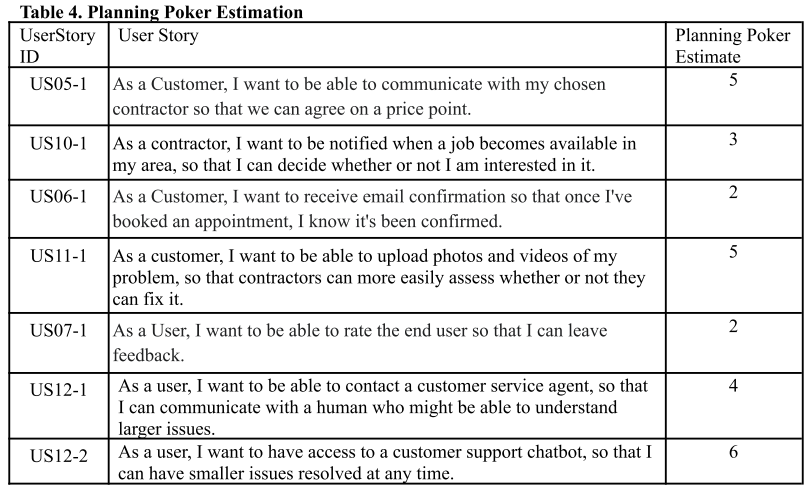 Table 4. Planning Poker Estimation
UserStory ID | User Story | Planning Poker Estimate
US05-1 | As a Customer, I want to be able to communicate with my chosen
contractor so that we can agree on a price point. | 5
US10-1 | As a contractor, I want to be notified when a job becomes available in
my area, so that I can decide whether or not I am interested in it. | 3
US06-1 | As a Customer, I want to receive email confirmation so that once I've
booked an appointment, I know it's been confirmed. | 2
US11-1 | As a customer, I want to be able to upload photos and videos of my
problem, so that contractors can more easily assess whether or not they
can fix it. | 5
US07-1 | As a User, I want to be able to rate the end user so that I can leave
feedback. | 2
US12-1 | As a user, I want to be able to contact a customer service agent, so that
I can communicate with a human who might be able to understand
larger issues. | 4
US12-2 | As a user, I want to have access to a customer support chatbot, so that I
can have smaller issues resolved at any time. | 6